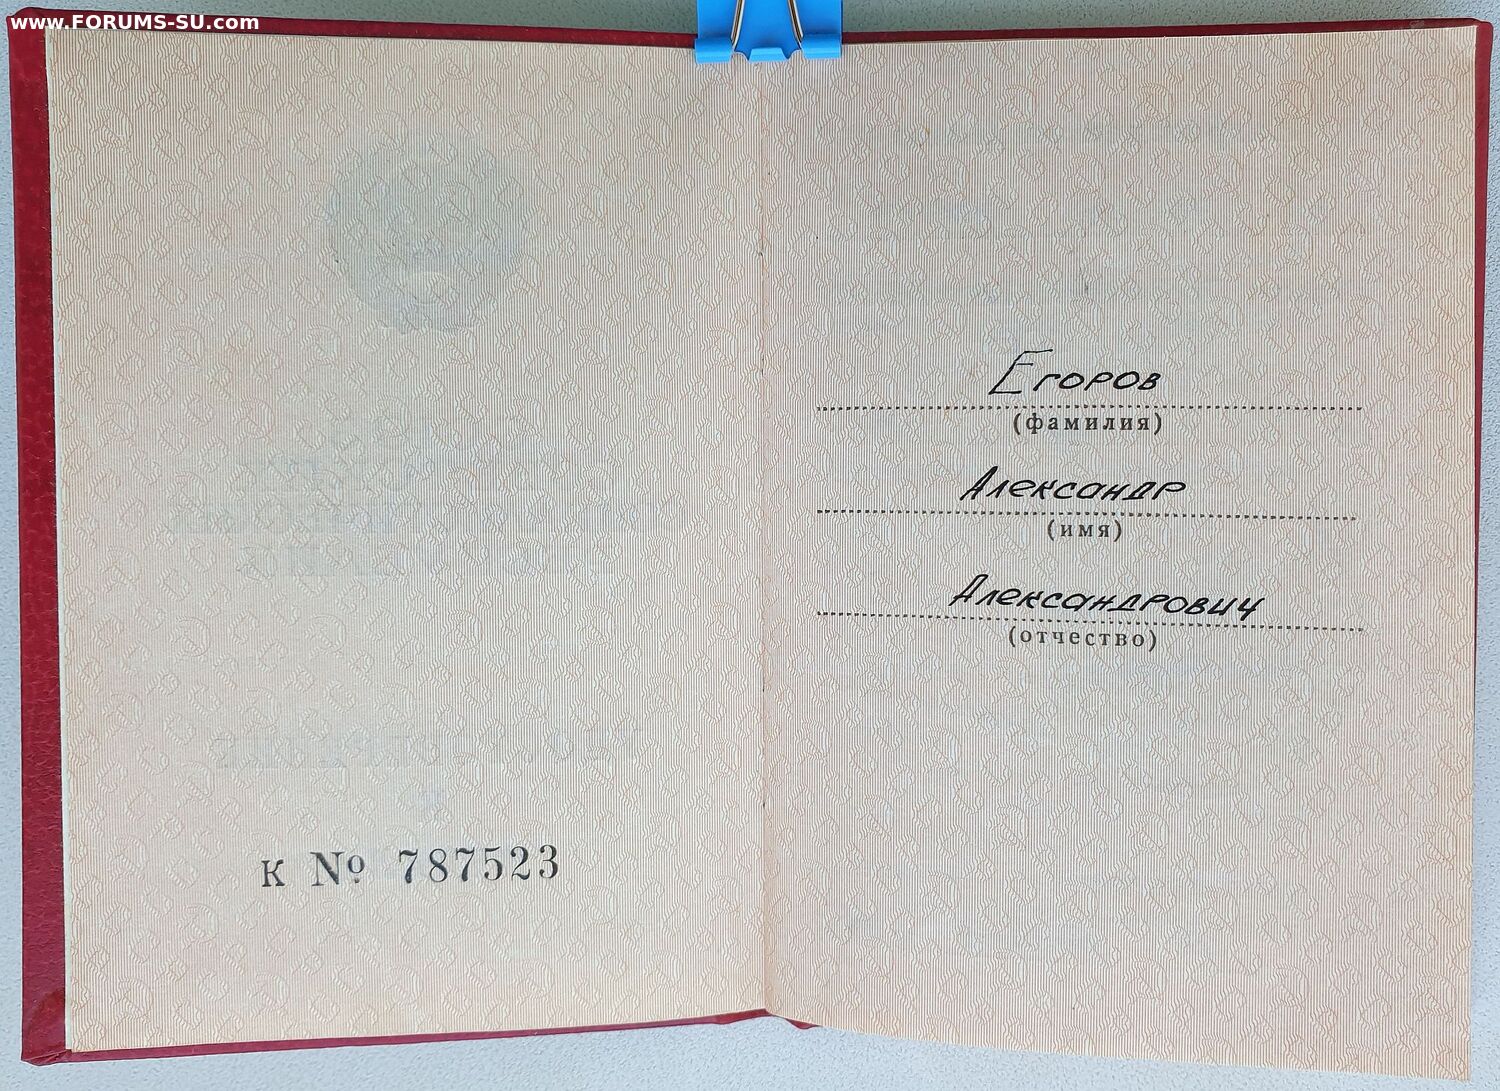 www.FORUMS-SU.com
К № 787523
Егоров
(фамилия)
Александр
(имя)
Александрович
(отчество)